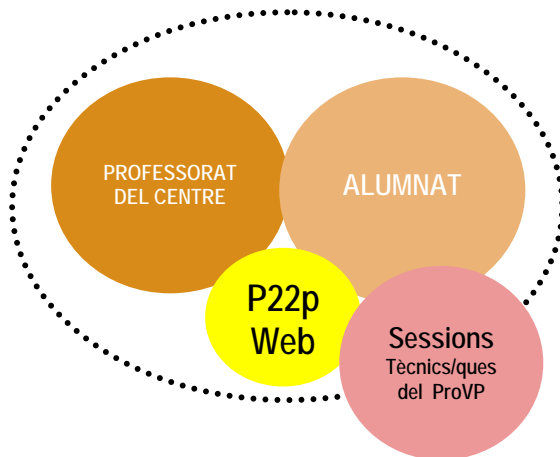 PROFESSORAT
DEL CENTRE
ALUMNAT
P22p
Web
Sessions
Tècnics/ques
del ProVP